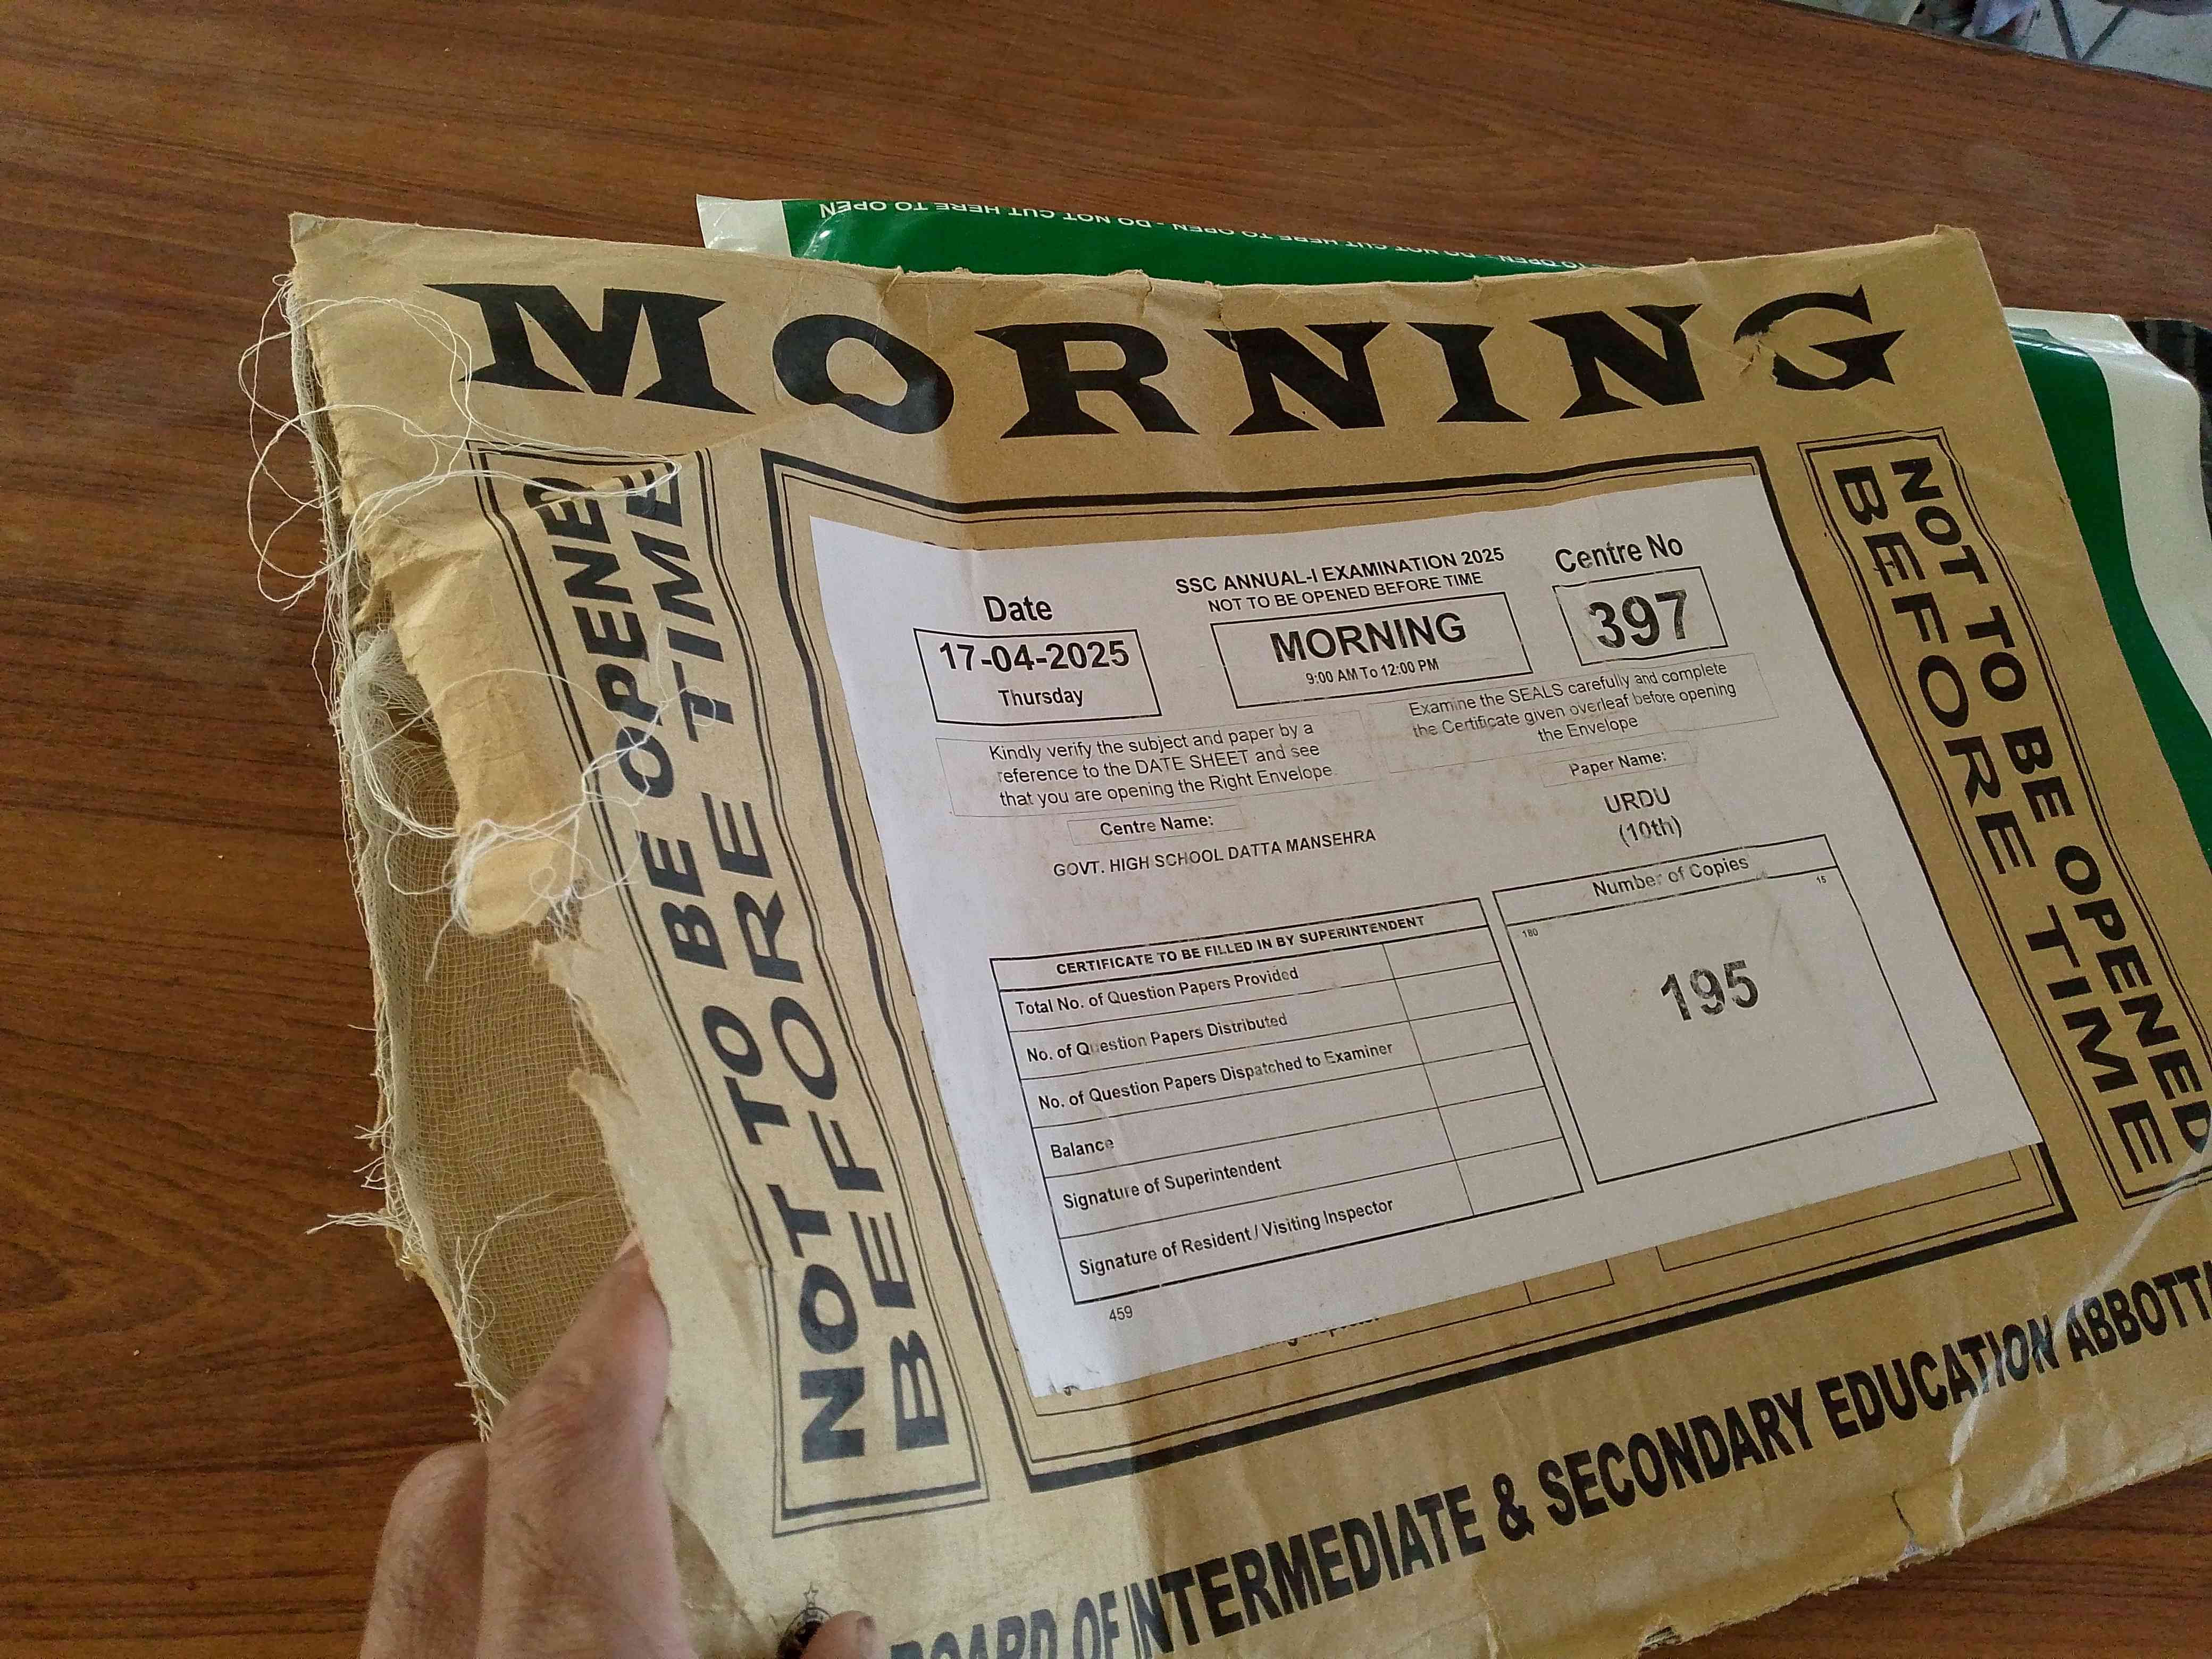 DO NOT CUT HERE TO OPEN
MORNING
NOT TO BE OPENED
BEFORE TIME
SSC ANNUAL-I EXAMINATION 2025
NOT TO BE OPENED BEFORE TIME
Date
17-04-2025
Thursday
MORNING
9:00 AM To 12:00 PM
Centre No
397
Kindly verify the subject and paper by a
reference to the DATE SHEET and see
that you are opening the Right Envelope.
Examine the SEALS carefully and complete
the Certificate given overleaf before opening
the Envelope
Centre Name:
GOVT. HIGH SCHOOL DATTA MANSEHRA
Paper Name:
URDU
(10th)
CERTIFICATE TO BE FILLED IN BY SUPERINTENDENT
Total No. of Question Papers Provided
No. of Question Papers Distributed
No. of Question Papers Dispatched to Examiner
Balance
Signature of Superintendent
Signature of Resident / Visiting Inspector
Number of Copies
180
15
195
459
NOT TO BE OPENED
BEFORE TIME
BOARD OF INTERMEDIATE & SECONDARY EDUCATION ABBOTT